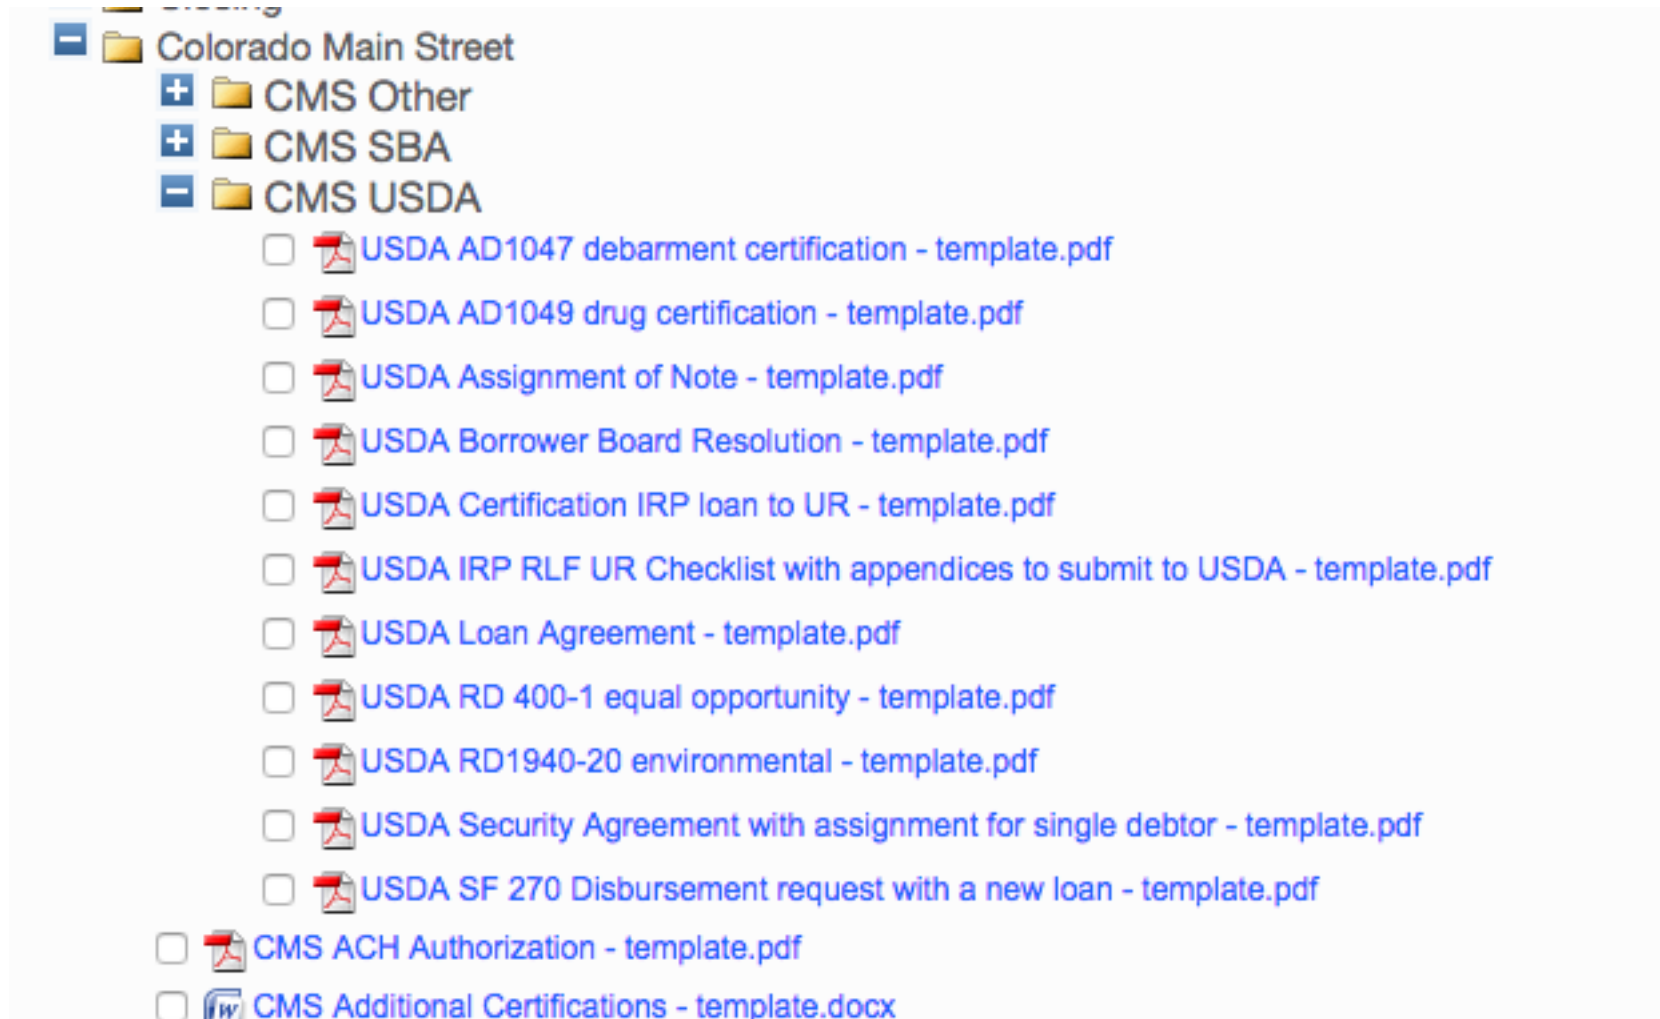 Colorado Main Street
CMS Other
CMS SBA
CMS USDA
USDA AD1047 debarment certification - template.pdf
USDA AD1049 drug certification - template.pdf
USDA Assignment of Note - template.pdf
USDA Borrower Board Resolution - template.pdf
USDA Certification IRP loan to UR - template.pdf
USDA IRP RLF UR Checklist with appendices to submit to USDA - template.pdf
USDA Loan Agreement - template.pdf
USDA RD 400-1 equal opportunity - template.pdf
USDA RD1940-20 environmental - template.pdf
USDA Security Agreement with assignment for single debtor - template.pdf
USDA SF 270 Disbursement request with a new loan - template.pdf
CMS ACH Authorization - template.pdf
CMS Additional Certifications - template.docx